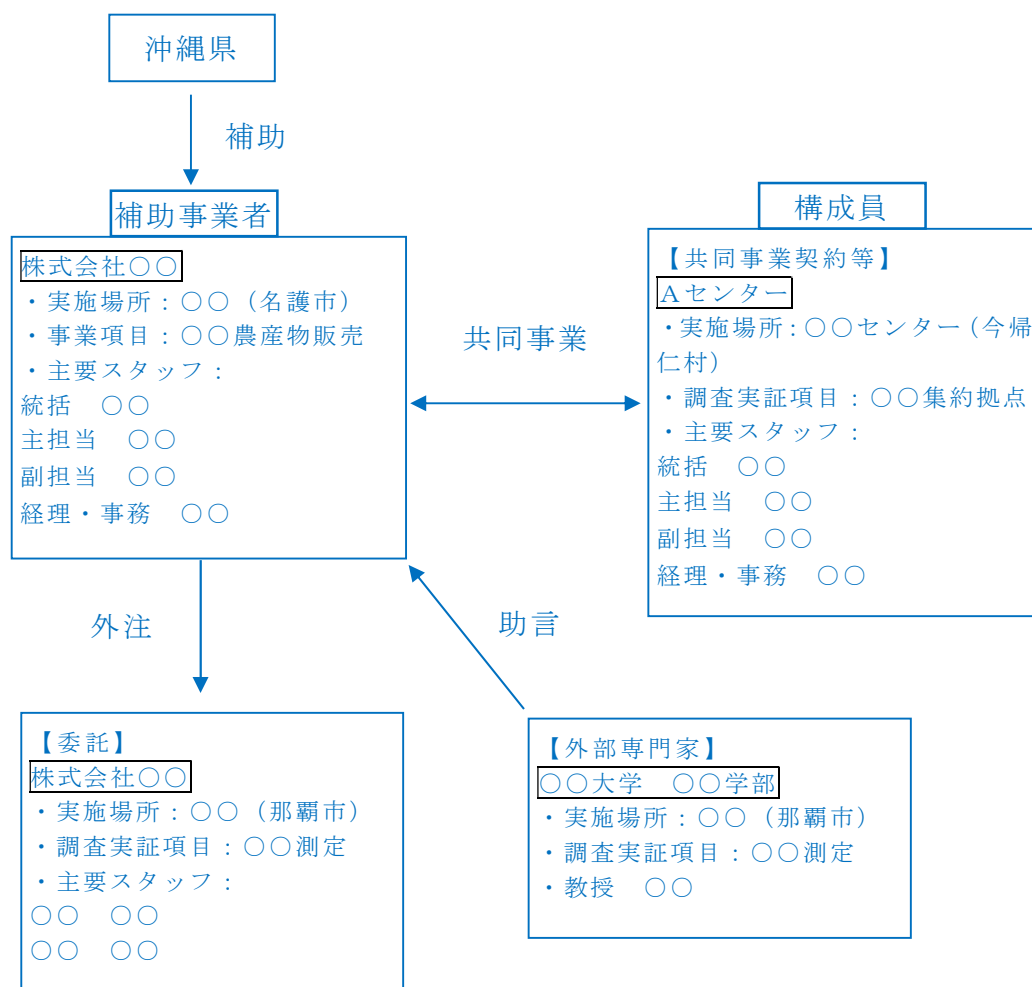 沖縄県
補助
補助事業者
株式会社○○
・実施場所：○○（名護市）
・事業項目：○○農産物販売
・主要スタッフ：
統括　○○
主担当　○○
副担当　○○
経理・事務　○○
共同事業
構成員
【共同事業契約等】
Ａセンター
・実施場所：○○センター（今帰
仁村）
・調査実証項目：○○集約拠点
・主要スタッフ：
統括　○○
主担当　○○
副担当　○○
経理・事務　○○
外注
助言
【委託】
株式会社○○
・実施場所：○○（那覇市）
・調査実証項目：○○測定
・主要スタッフ：
○○　○○
○○　○○
【外部専門家】
○○大学　○○学部
・実施場所：○○（那覇市）
・調査実証項目：○○測定
・教授　○○